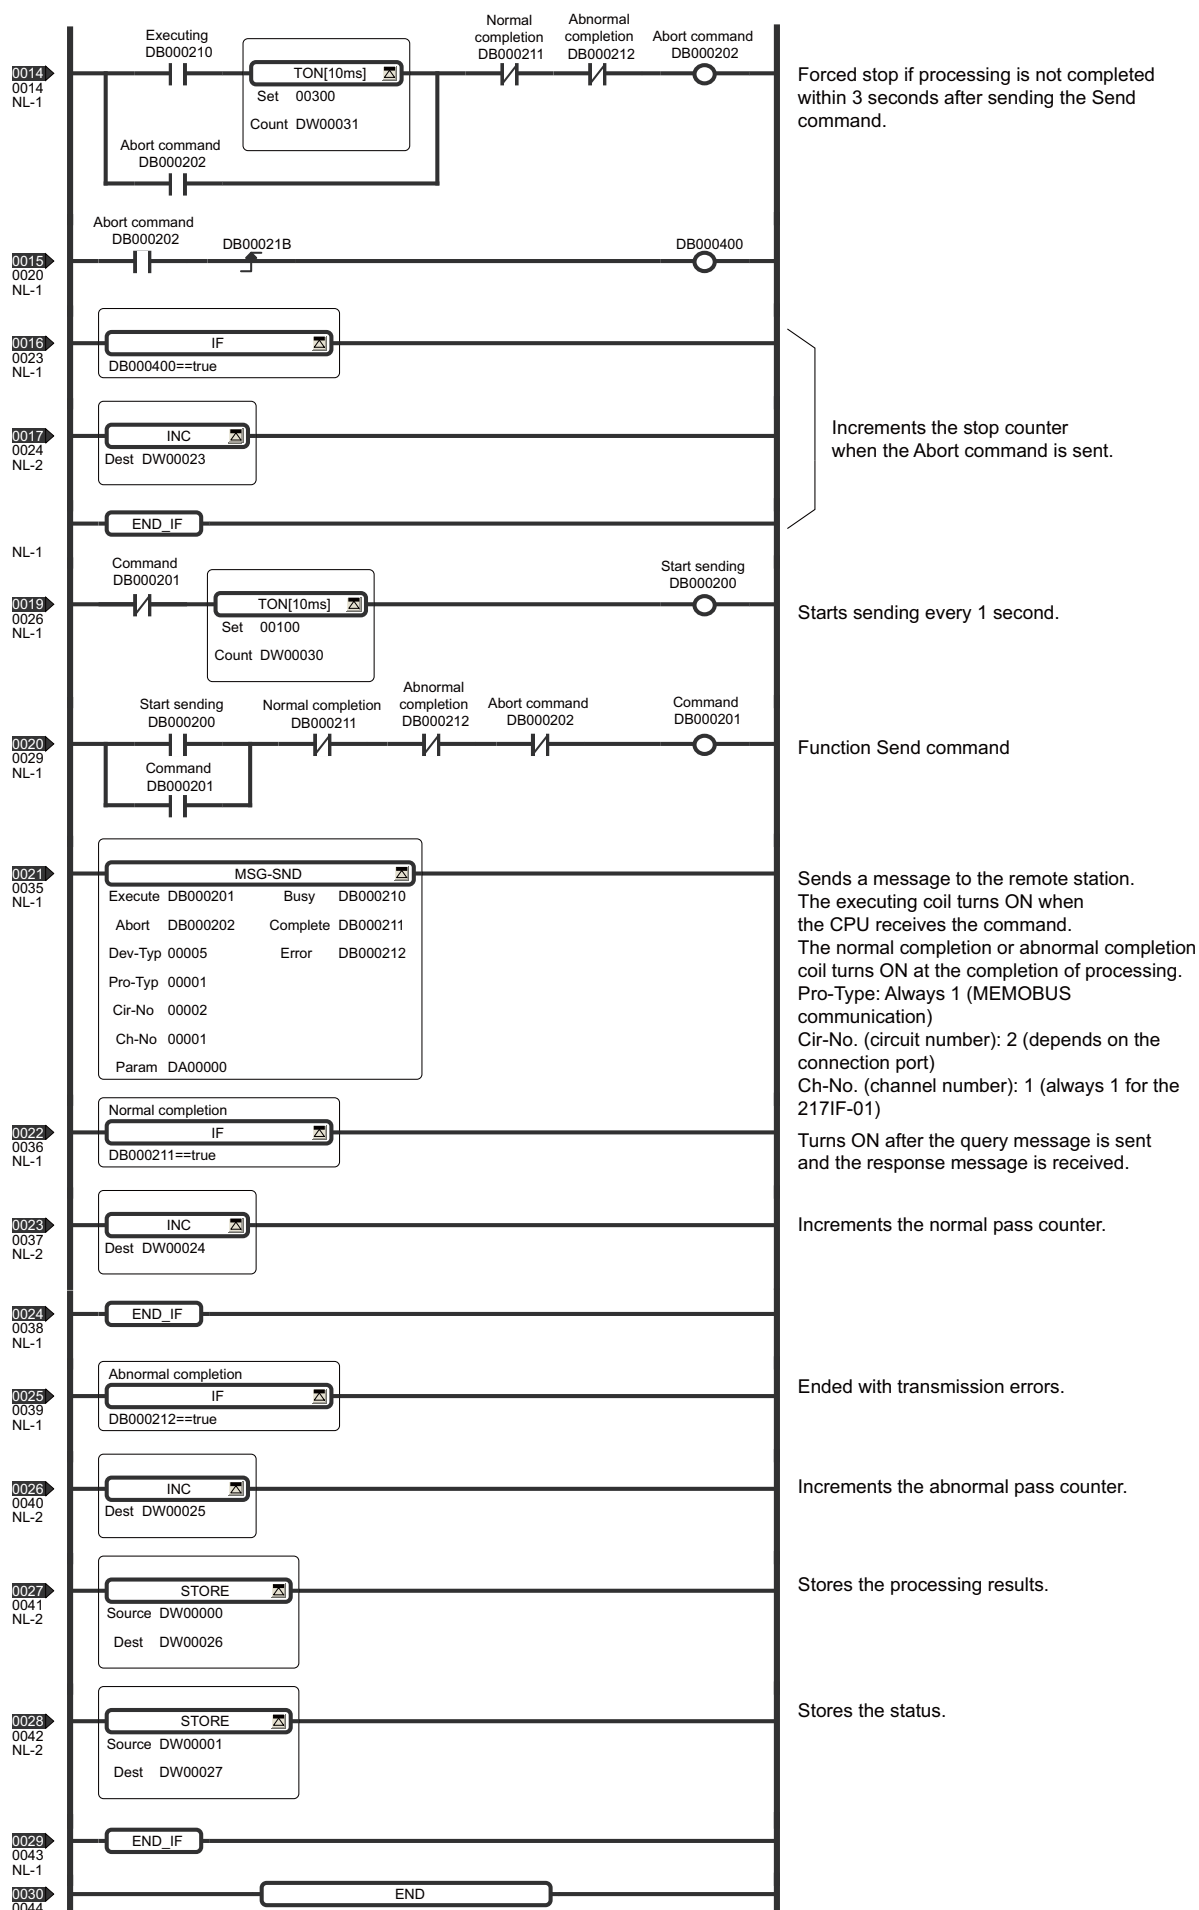 Executing
DB000210
Normal
completion
DB000211
Abnormal
completion
DB000212
Abort command
DB000202
0014
0014
NL-1
TON[10ms]
Set 00300
Count DW00031
Abort command
DB000202
Forced stop if processing is not completed
within 3 seconds after sending the Send
command.
Abort command
DB000202
DB00021B
DB000400
0015
0020
NL-1
0016
0023
NL-1
IF
DB000400==true
0017
0024
NL-2
INC
Dest DW00023
Increments the stop counter
when the Abort command is sent.
END_IF
NL-1
Command
DB000201
Start sending
DB000200
0019
0026
NL-1
TON[10ms]
Set 00100
Count DW00030
Starts sending every 1 second.
Start sending
DB000200
Normal completion
DB000211
Abnormal
completion
DB000212
Abort command
DB000202
Command
DB000201
0020
0029
NL-1
Command
DB000201
Function Send command
0021
0035
NL-1
MSG-SND
Execute DB000201 Busy DB000210
Abort DB000202 Complete DB000211
Dev-Typ 00005 Error DB000212
Pro-Typ 00001
Cir-No 00002
Ch-No 00001
Param DA00000
Sends a message to the remote station.
The executing coil turns ON when
the CPU receives the command.
The normal completion or abnormal completion
coil turns ON at the completion of processing.
Pro-Type: Always 1 (MEMOBUS
communication)
Cir-No. (circuit number): 2 (depends on the
connection port)
Ch-No. (channel number): 1 (always 1 for the
217IF-01)
Normal completion
0022
0036
NL-1
IF
DB000211==true
Turns ON after the query message is sent
and the response message is received.
0023
0037
NL-2
INC
Dest DW00024
Increments the normal pass counter.
0024
0038
NL-1
END_IF
Abnormal completion
0025
0039
NL-1
IF
DB000212==true
Ended with transmission errors.
0026
0040
NL-2
INC
Dest DW00025
Increments the abnormal pass counter.
0027
0041
NL-2
STORE
Source DW00000
Dest DW00026
Stores the processing results.
0028
0042
NL-2
STORE
Source DW00001
Dest DW00027
Stores the status.
0029
0043
NL-1
END_IF
0030
0044
END